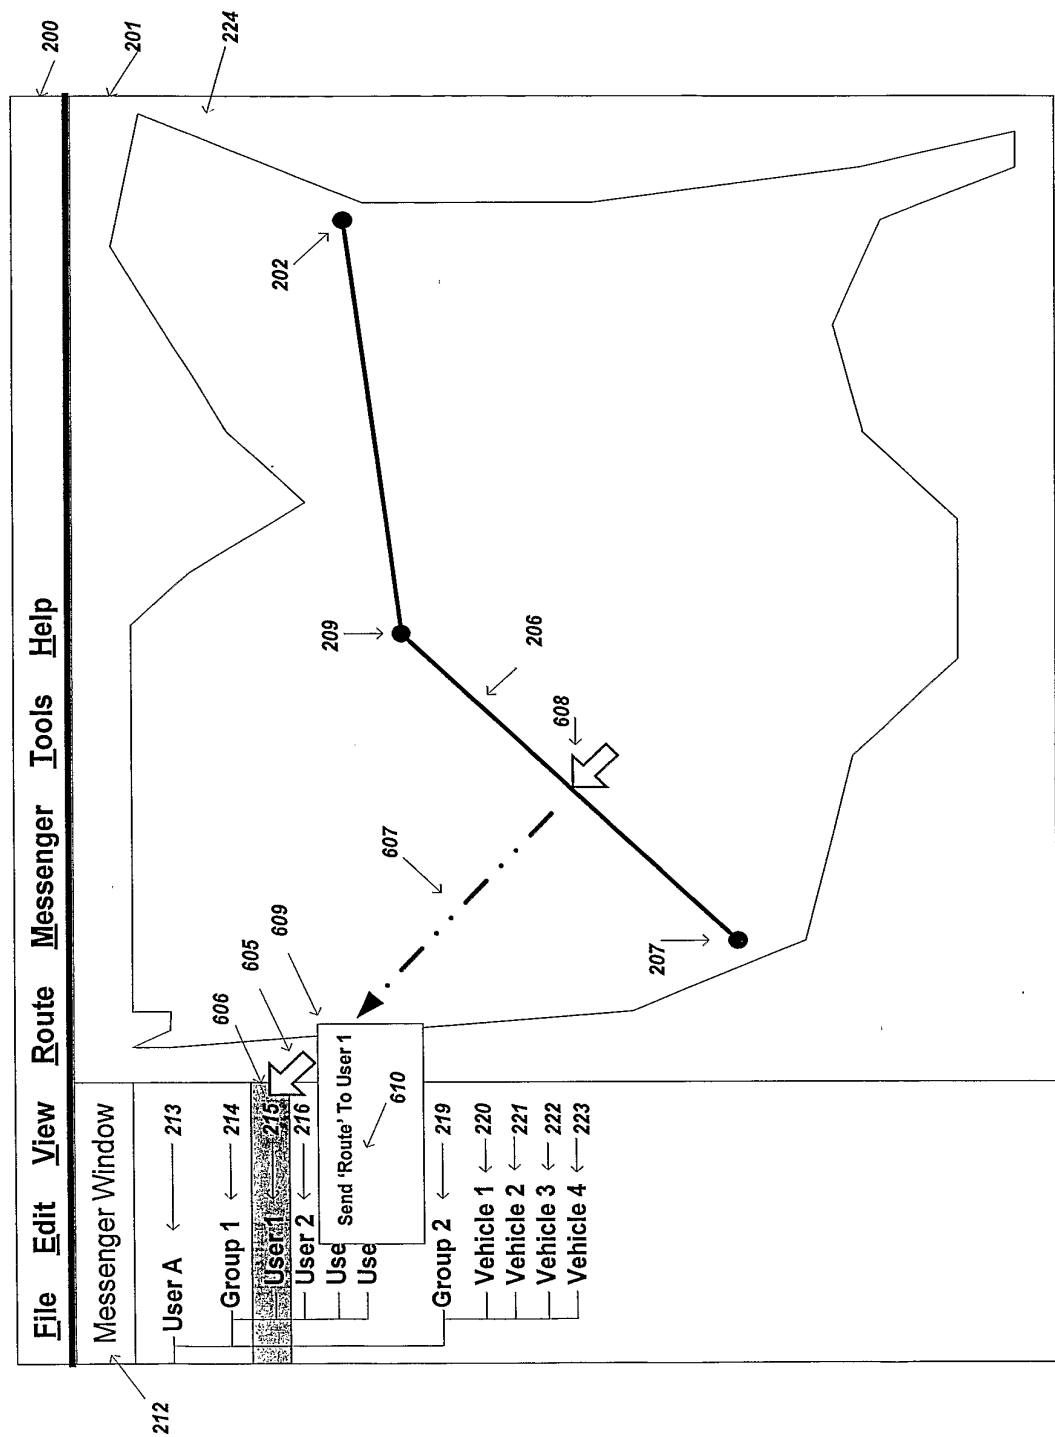 200
201
224
File Edit View Route Messenger Tools Help
Messenger Window
212
User A 213
Group 1 214
User 1 215
User 2 216
Use
Use
Group 2 219
Vehicle 1 220
Vehicle 2 221
Vehicle 3 222
Vehicle 4 223
606
605
609
Send 'Route' To User 1
610
607
608
206
209
202
207